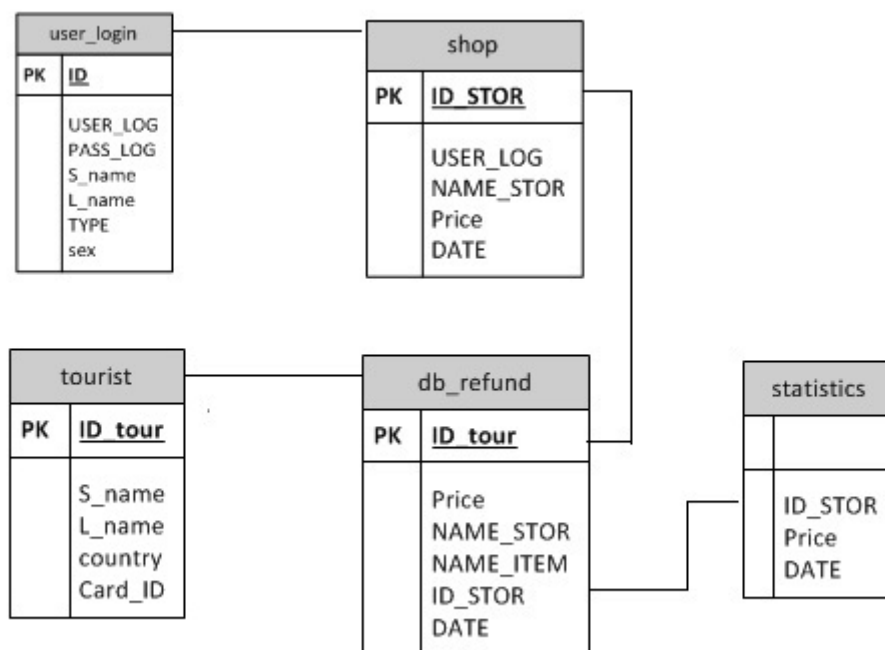 user_login
PK ID
USER_LOG
PASS_LOG
S_name
L_name
TYPE
sex
shop
PK ID_STOR
USER_LOG
NAME_STOR
Price
DATE
tourist
PK ID_tour
S_name
L_name
country
Card_ID
db_refund
PK ID_tour
Price
NAME_STOR
NAME_ITEM
ID_STOR
DATE
statistics
ID_STOR
Price
DATE